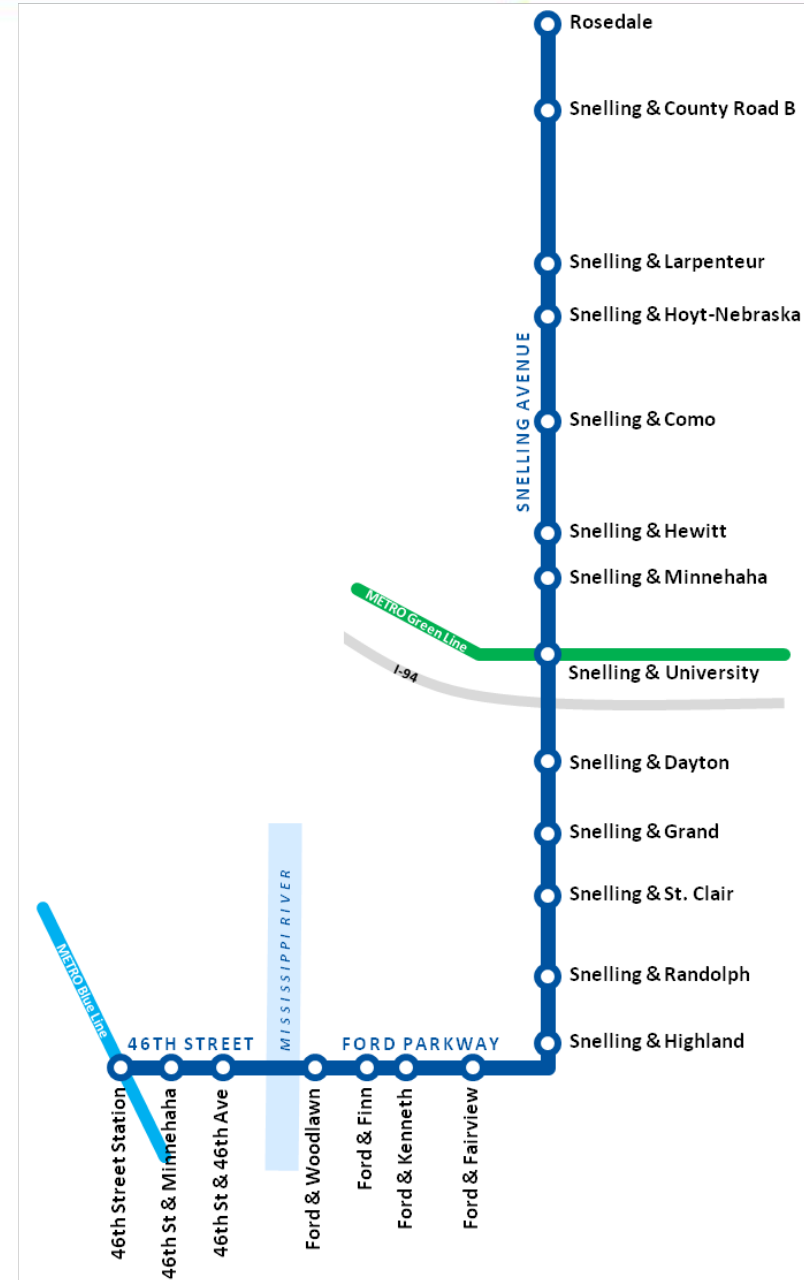 Rosedale
Snelling & County Road B
Snelling & Larpenteur
Snelling & Hoyt-Nebraska
SNELLING AVENUE
Snelling & Como
Snelling & Hewitt
Snelling & Minnehaha
METRO Green Line
Snelling & University
I-94
Snelling & Dayton
Snelling & Grand
MISSISSIPPI RIVER
Snelling & St. Clair
METRO Blue Line
Snelling & Randolph
46TH STREET
FORD PARKWAY
Snelling & Highland
46th Street Station
46th St & Minnehaha
46th St & 46th Ave
Ford & Woodlawn
Ford & Finn
Ford & Kenneth
Ford & Fairview